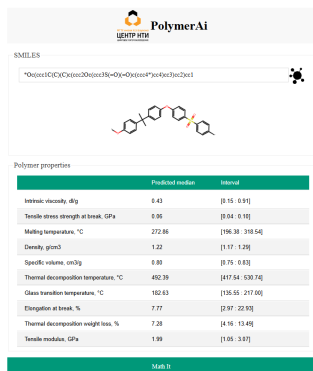 ЦЕНТР НТИ
PolymerAi
SMILES
*Oc(ccc1C(C)(C)c(ccc2Oc(ccc3S(=O)(=O)c(ccc4*)cc4)cc3)cc2)cc1
Polymer properties
Predicted median Interval
Intrinsic viscosity, dl/g 0.43 [0.15 : 0.91]
Tensile stress strength at break, GPa 0.06 [0.04 : 0.10]
Melting temperature, °C 272.86 [196.38 : 318.54]
Density, g/cm3 1.22 [1.17 : 1.29]
Specific volume, cm3/g 0.80 [0.75 : 0.83]
Thermal decomposition temperature, °C 492.39 [417.54 : 530.74]
Glass transition temperature, °C 182.63 [135.55 : 217.00]
Elongation at break, % 7.77 [2.97 : 22.93]
Thermal decomposition weight loss, % 7.28 [4.16 : 13.49]
Tensile modulus, GPa 1.99 [1.05 : 3.07]
Math It